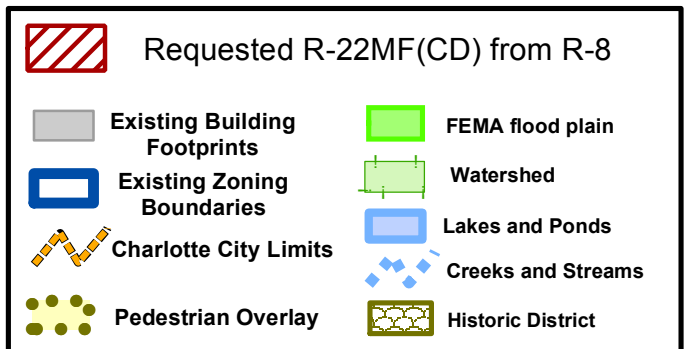 Requested R-22MF(CD) from R-8
Existing Building
Footprints
Existing Zoning
Boundaries
Charlotte City Limits
Pedestrian Overlay
FEMA flood plain
Watershed
Lakes and Ponds
Creeks and Streams
Historic District